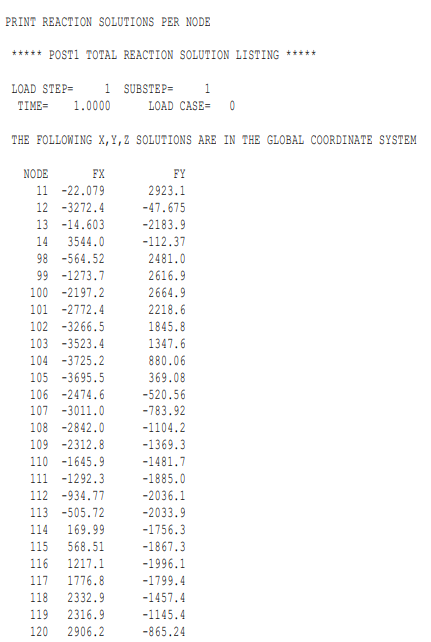 PRINT REACTION SOLUTIONS PER NODE
***** POST1 TOTAL REACTION SOLUTION LISTING *****
LOAD STEP= 1 SUBSTEP= 1
TIME= 1.0000 LOAD CASE= 0
THE FOLLOWING X,Y,Z SOLUTIONS ARE IN THE GLOBAL COORDINATE SYSTEM
NODE FX FY
11 -22.079 2923.1
12 -3272.4 -47.675
13 -14.603 -2183.9
14 3544.0 -112.37
98 -564.52 2481.0
99 -1273.7 2616.9
100 -2197.2 2664.9
101 -2772.4 2218.6
102 -3266.5 1845.8
103 -3523.4 1347.6
104 -3725.2 880.06
105 -3695.5 369.08
106 -2474.6 -520.56
107 -3011.0 -783.92
108 -2842.0 -1104.2
109 -2312.8 -1369.3
110 -1645.9 -1481.7
111 -1292.3 -1885.0
112 -934.77 -2036.1
113 -505.72 -2033.9
114 169.99 -1756.3
115 568.51 -1867.3
116 1217.1 -1996.1
117 1776.8 -1799.4
118 2332.9 -1457.4
119 2316.9 -1145.4
120 2906.2 -865.24